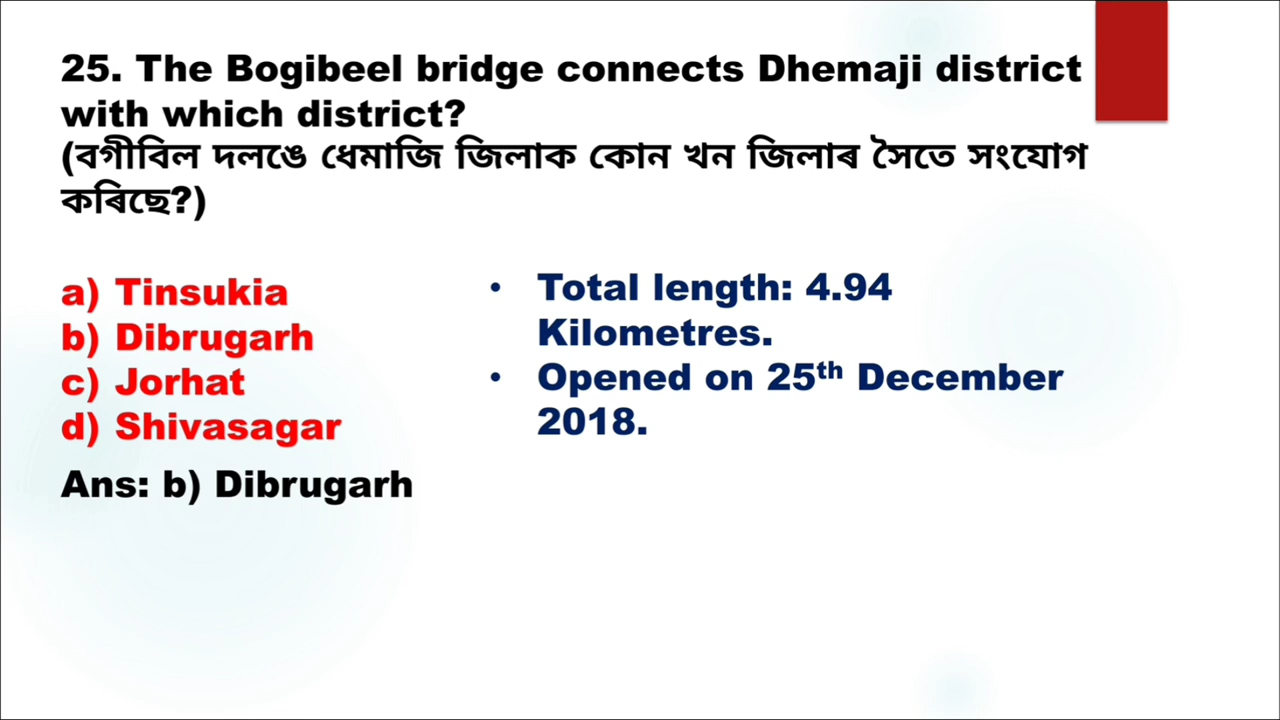 25. The Bogibeel bridge connects Dhemaji district
with which district?
(বগীবিল দলঙে ধেমাজি জিলাক কোন খন জিলাৰ সৈতে সংযোগ
কৰিছে?)
a) Tinsukia
b) Dibrugarh
c) Jorhat
d) Shivasagar
Ans: b) Dibrugarh
• Total length: 4.94
Kilometres.
• Opened on 25th December
2018.